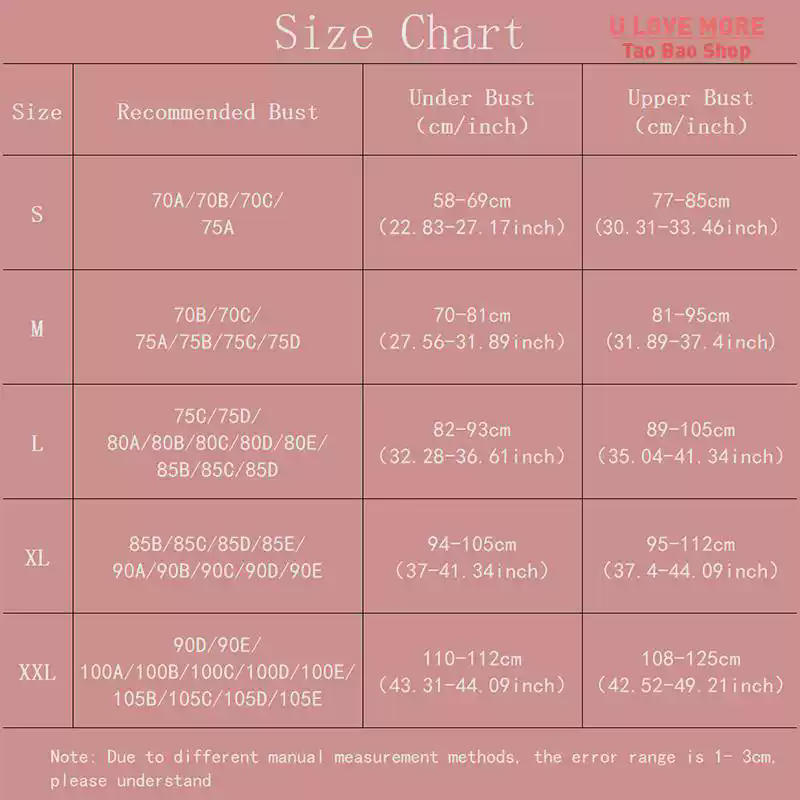 Size Chart
U LOVE MORE
Tao Bao Shop
Size
Recommended Bust
Under Bust
(cm/inch)
Upper Bust
(cm/inch)
S
70A/70B/70C/
75A
58-69cm
(22.83-27.17inch)
77-85cm
(30.31-33.46inch)
M
70B/70C/
75A/75B/75C/75D
70-81cm
(27.56-31.89inch)
81-95cm
(31.89-37.4inch)
L
75C/75D/
80A/80B/80C/80D/80E/
85B/85C/85D
82-93cm
(32.28-36.61inch)
89-105cm
(35.04-41.34inch)
XL
85B/85C/85D/85E/
90A/90B/90C/90D/90E
94-105cm
(37-41.34inch)
95-112cm
(37.4-44.09inch)
XXL
90D/90E/
100A/100B/100C/100D/100E/
105B/105C/105D/105E
110-112cm
(43.31-44.09inch)
108-125cm
(42.52-49.21inch)
Note: Due to different manual measurement methods, the error range is 1- 3cm,
please understand